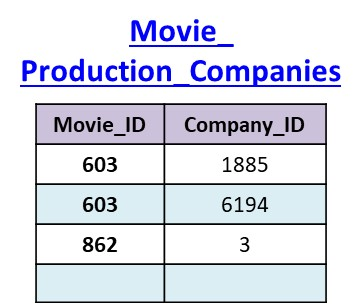 Movie_
Production_Companies
Movie_ID Company_ID
603 1885
603 6194
862 3